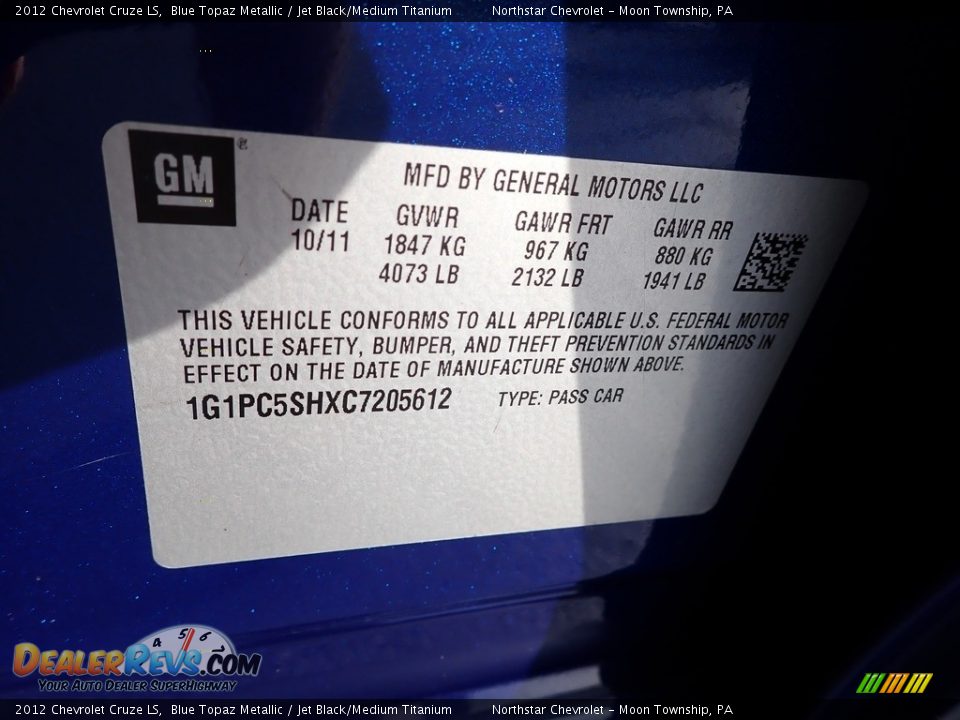 2012 Chevrolet Cruze LS,  Blue Topaz Metallic / Jet Black/Medium Titanium          Northstar Chevrolet - Moon Township, PA
GM®
MFD BY GENERAL MOTORS LLC
DATE GVWR GAWR FRT GAWR RR
10/11 1847 KG 967 KG 880 KG
4073 LB 2132 LB 1941 LB
THIS VEHICLE CONFORMS TO ALL APPLICABLE U.S. FEDERAL MOTOR
VEHICLE SAFETY, BUMPER, AND THEFT PREVENTION STANDARDS IN
EFFECT ON THE DATE OF MANUFACTURE SHOWN ABOVE.
1G1PC5SHXC7205612 TYPE: PASS CAR
4 5 6
DEALERREVS.COM
YOUR AUTO DEALER SUPERHIGHWAY
2012 Chevrolet Cruze LS,  Blue Topaz Metallic / Jet Black/Medium Titanium          Northstar Chevrolet - Moon Township, PA